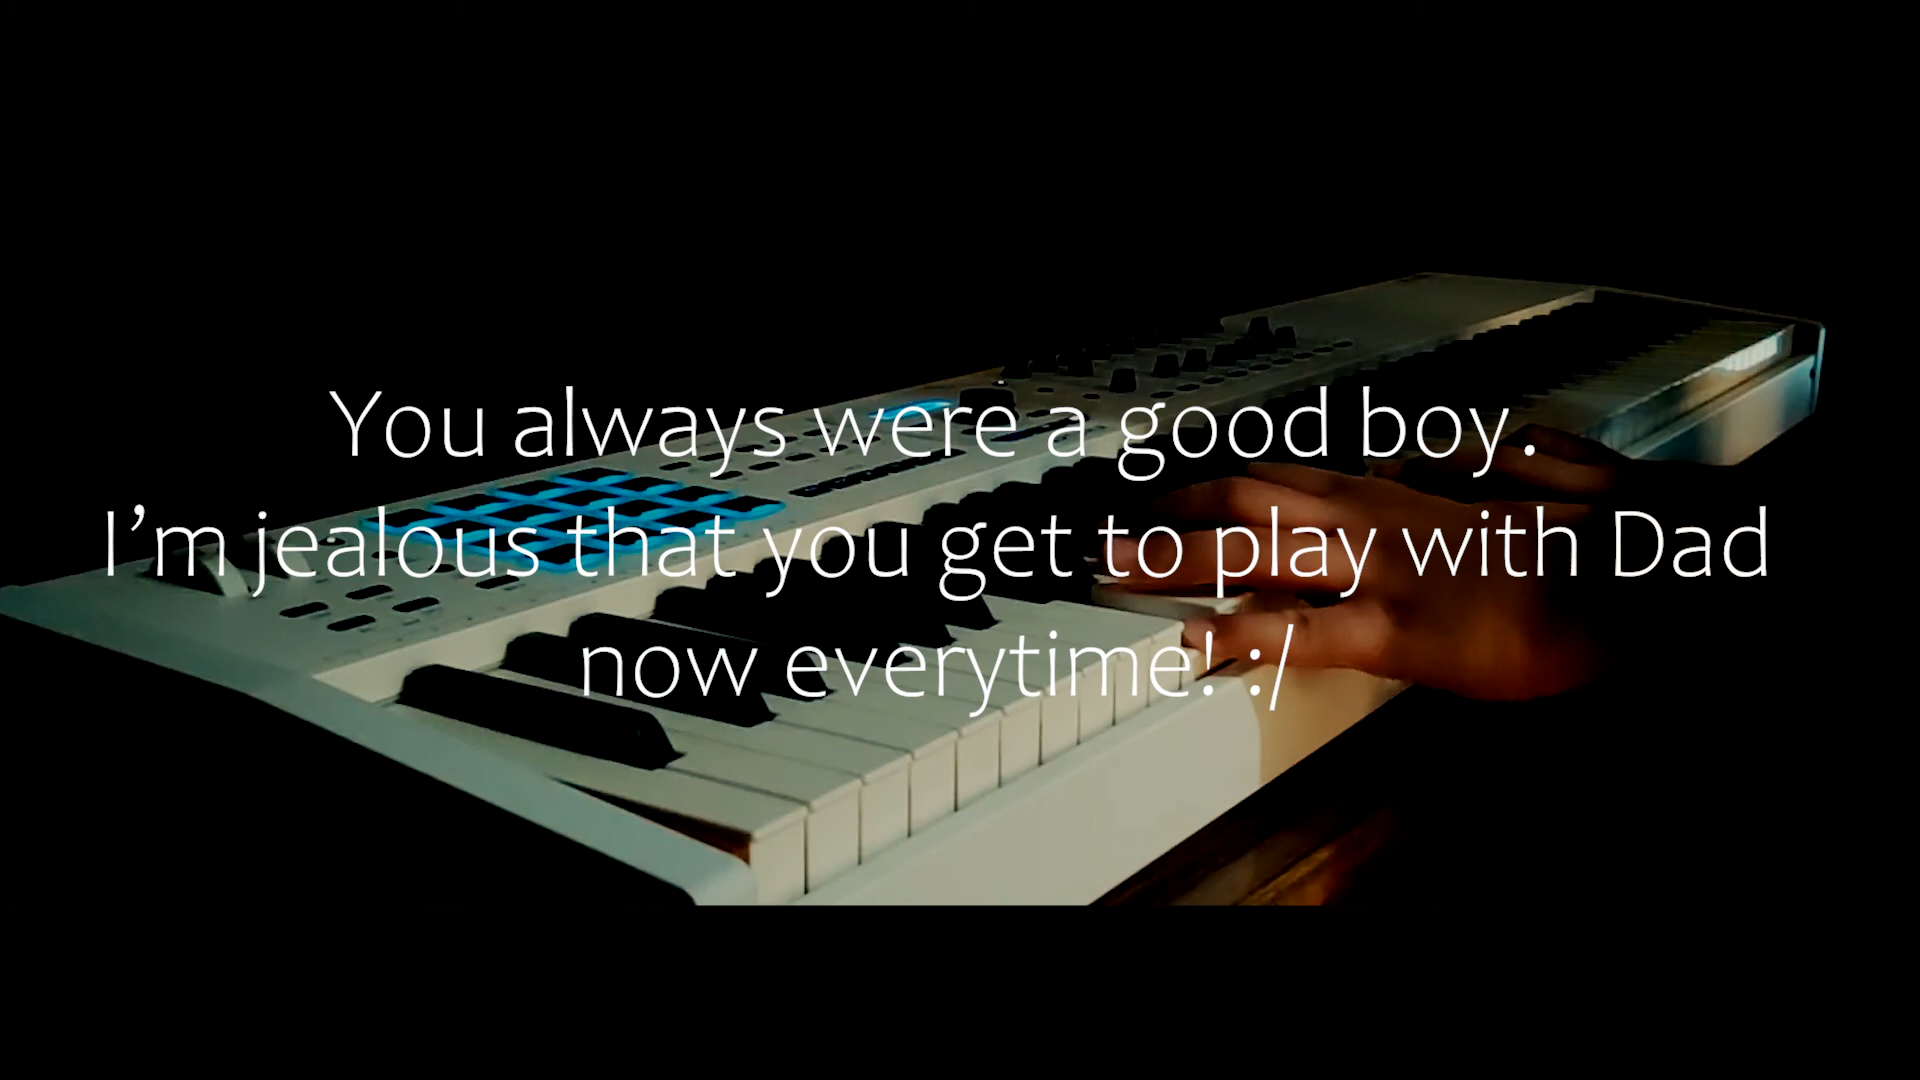 You always were a good boy.
I’m jealous that you get to play with Dad
now everytime! :/